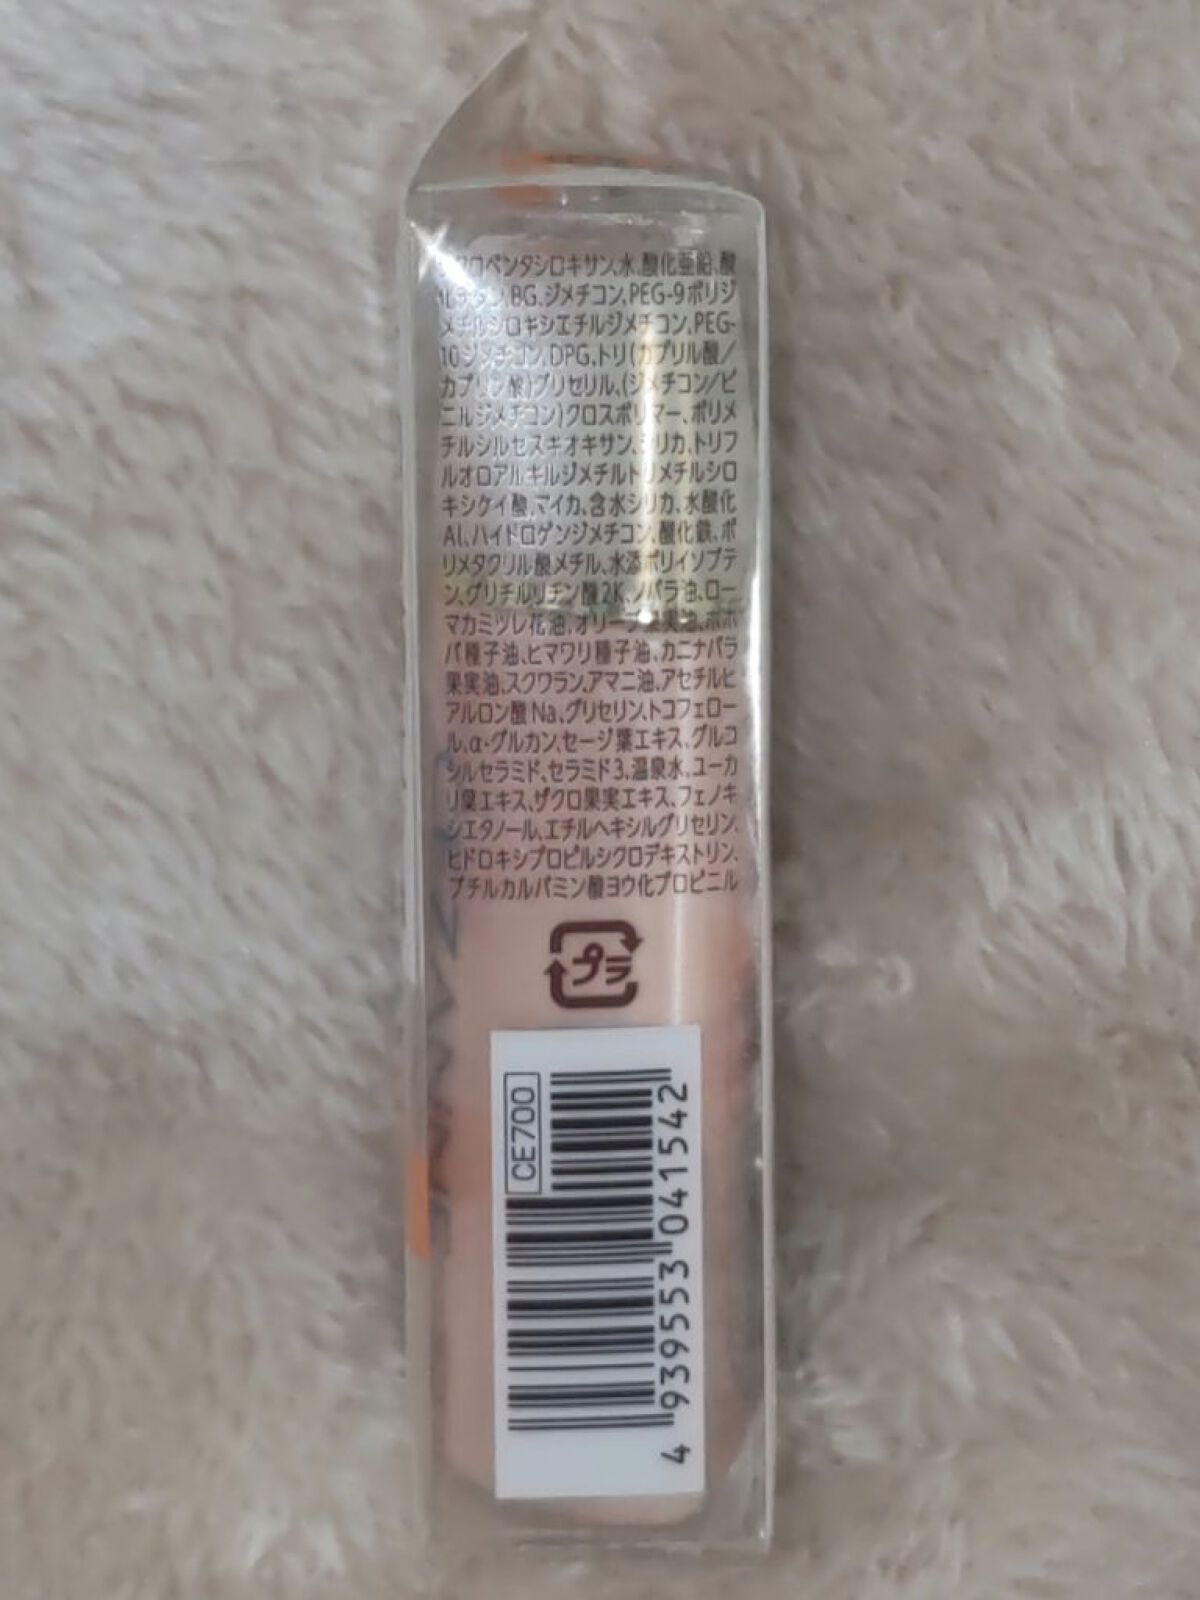 シクロペンタシロキサン、水、酸化亜鉛、酸
化チタン、BG、ジメチコン、PEG-9ポリジ
メチルシロキシエチルジメチコン、PEG-
10ジメチコン、DPG、トリ(カプリル酸/
カプリン酸)グリセリル、(ジメチコン/ビ
ニルジメチコン)クロスポリマー、ポリメ
チルシルセスキオキサン、シリカ、トリフ
ルオロアルキルジメチルトリメチルシロ
キシケイ酸、マイカ、含水シリカ、水酸化
Al、ハイドロゲンジメチコン、酸化鉄、ポ
リメタクリル酸メチル、水添ポリイソブテ
ン、グリチルリチン酸2K、ノバラ油、ロー
マカミツレ花油、オリーブ果実油、ホホ
バ種子油、ヒマワリ種子油、カニナバラ
果実油、スクワラン、アマニ油、アセチルヒ
アルロン酸Na、グリセリン、トコフェロー
ル、α-グルカン、セージ葉エキス、グルコ
シルセラミド、セラミド3、温泉水、ユーカ
リ葉エキス、ザクロ果実エキス、フェノキ
シエタノール、エチルヘキシルグリセリン、
ヒドロキシプロピルシクロデキストリン、
ブチルカルバミン酸ヨウ化プロピニル
プラ
CE700
4 939553 041542